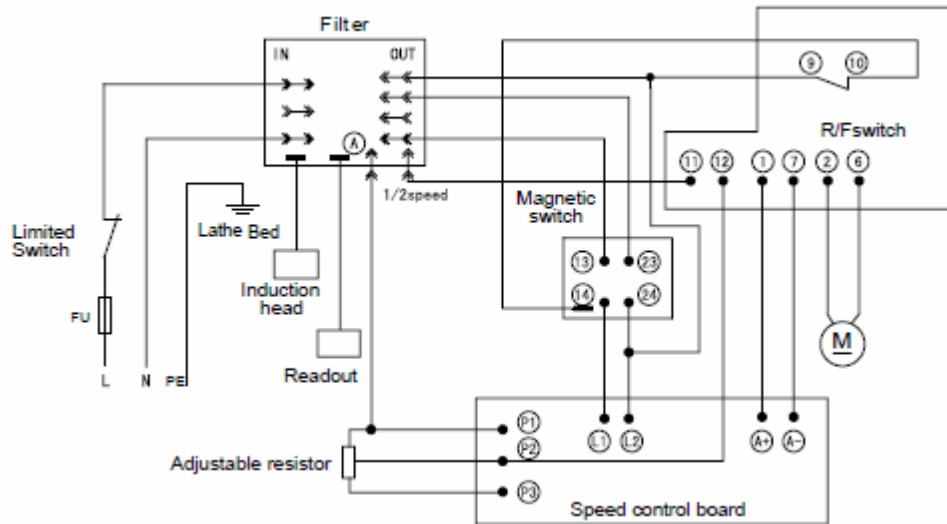 Filter
IN OUT
9 10
R/Fswitch
A
11 12 1 7 2 6
1/2speed
Magnetic
switch
Limited
Switch
Lathe Bed
13 23
Induction
head
14 24
FU
M
L N PE
Readout
P1
L1 L2 A+ A-
P2
Adjustable resistor
P3
Speed control board